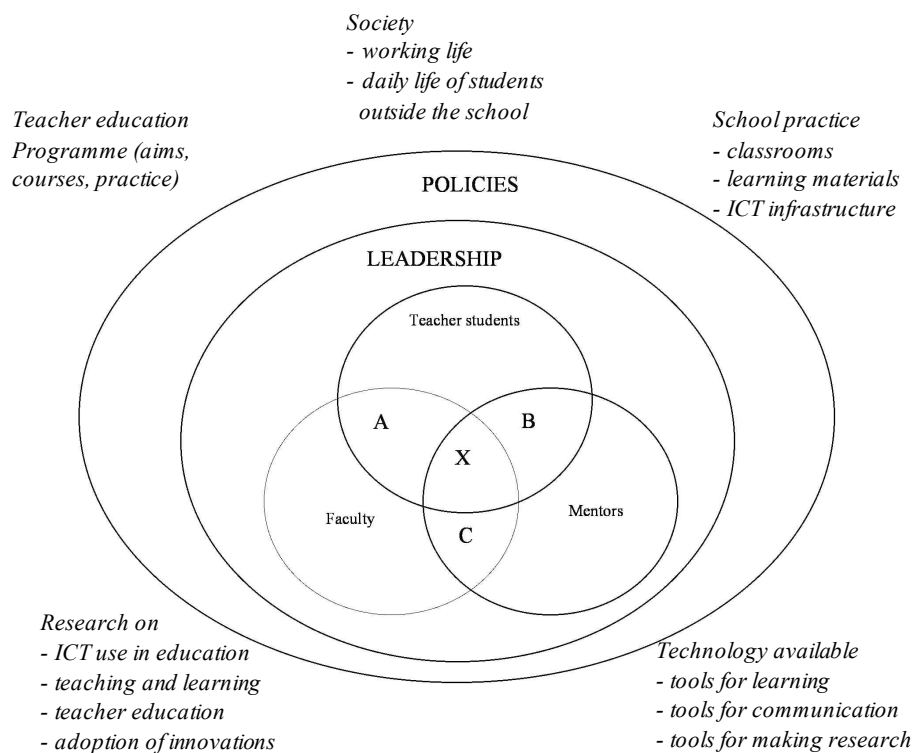 Society
- working life
- daily life of students
outside the school
Teacher education
Programme (aims,
courses, practice)
School practice
- classrooms
- learning materials
- ICT infrastructure
POLICIES
LEADERSHIP
Teacher students
A
B
X
Faculty
Mentors
C
Research on
- ICT use in education
- teaching and learning
- teacher education
- adoption of innovations
Technology available
- tools for learning
- tools for communication
- tools for making research